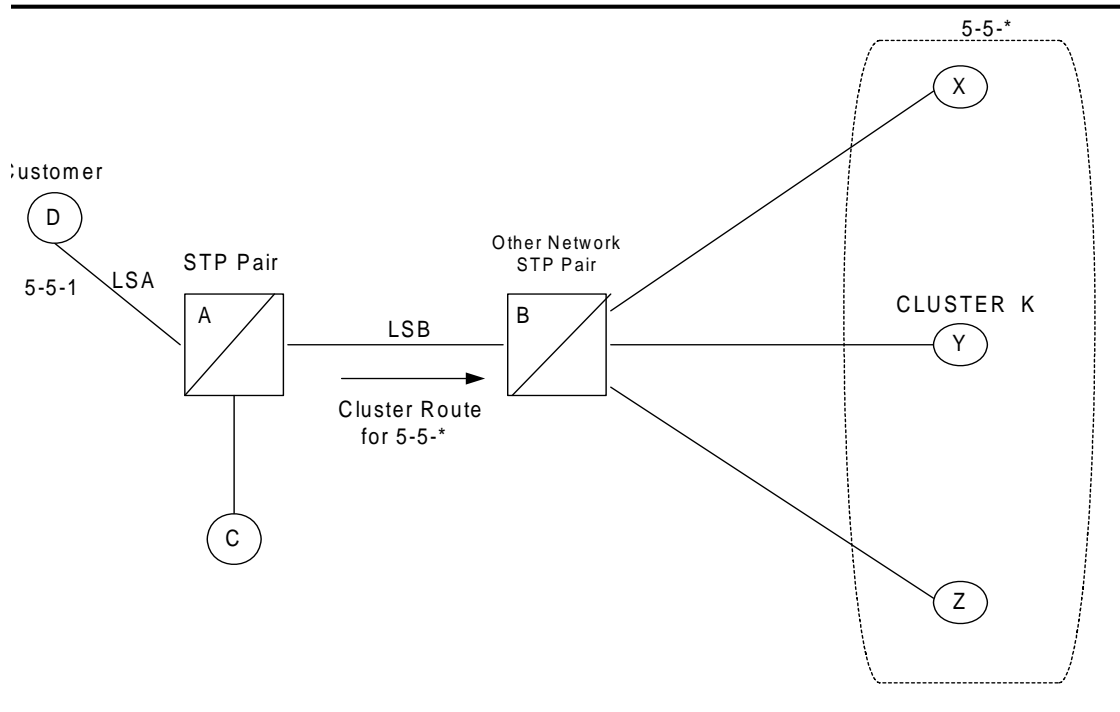 5-5-*
X
Customer
D
5-5-1
LSA
STP Pair
A
LSB
Cluster Route
for 5-5-*
Other Network
STP Pair
B
CLUSTER K
Y
C
Z